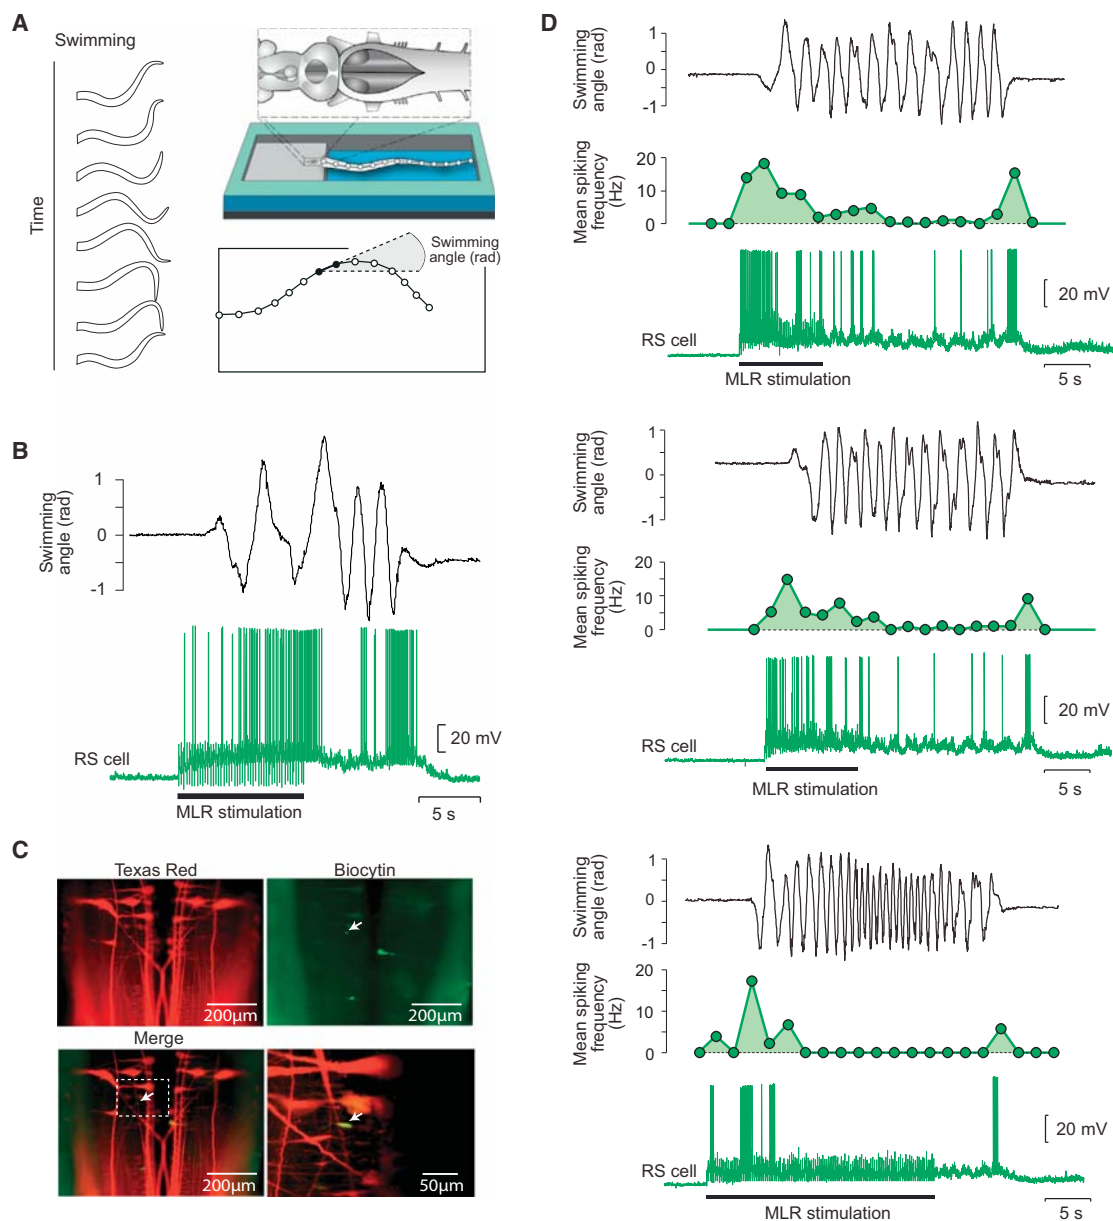 A
Swimming
Time
Swimming
angle (rad)
B
Swimming
angle (rad)
1
0
-1
RS cell
20 mV
MLR stimulation
5 s
C
Texas Red
Biocytin
200µm
200µm
Merge
200µm
50µm
D
Swimming
angle (rad)
1
0
-1
Mean spiking
frequency
(Hz)
20
10
0
20 mV
RS cell
MLR stimulation
5 s
Swimming
angle (rad)
1
0
-1
Mean spiking
frequency
(Hz)
20
15
10
5
0
20 mV
RS cell
MLR stimulation
5 s
Swimming
angle (rad)
1
0
-1
Mean spiking
frequency
(Hz)
20
10
0
20 mV
RS cell
MLR stimulation
5 s